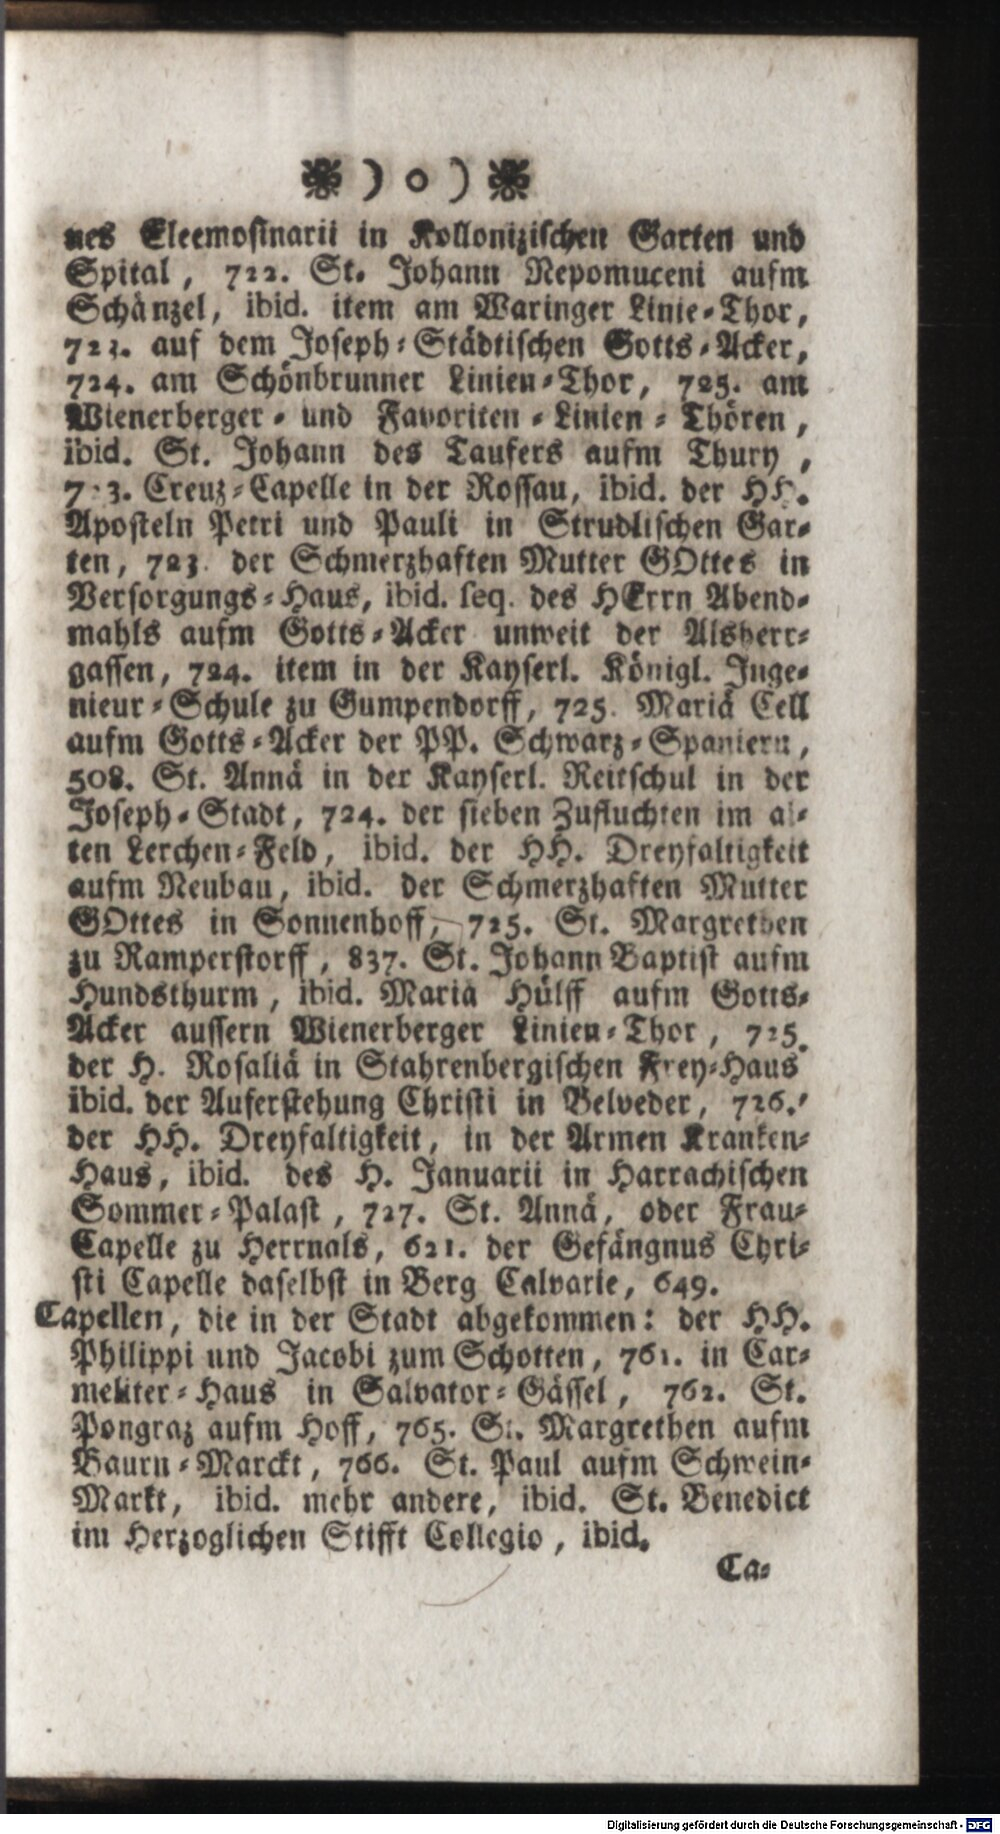 ❋ ) o ) ❋
nes Eleemosinarii in Kollonizischen Garten und
Spital, 722. St. Johann Nepomuceni aufm
Schänzel, ibid. item am Waringer Linie-Thor,
723. auf dem Joseph-Städtischen Gotts-Acker,
724. am Schönbrunner Linien-Thor, 725. am
Wienerberger- und Favoriten-Linien-Thören,
ibid. St. Johann des Taufers aufm Thury,
723. Creuz-Capelle in der Rossau, ibid. der HH.
Aposteln Petri und Pauli in Strudlischen Gar-
ten, 723. der Schmerzhaften Mutter GOttes in
Versorgungs-Haus, ibid. seq. des HErrn Abend-
mahls aufm Gotts-Acker unweit der Alsherr-
gassen, 724. item in der Kayserl. Königl. Inge-
nieur-Schule zu Gumpendorff, 725. Mariä Cell
aufm Gotts-Acker der PP. Schwarz-Spaniern,
508. St. Annä in der Kayserl. Reitschul in der
Joseph-Stadt, 724. der sieben Zufluchten im al-
ten Lerchen-Feld, ibid. der HH. Dreyfaltigkeit
aufm Neubau, ibid. der Schmerzhaften Mutter
GOttes in Sonnenhoff, 725. St. Margrethen
zu Ramperstorff, 837. St. Johann Baptist aufm
Hundsthurm, ibid. Maria Hülff aufm Gotts-
Acker aussern Wienerberger Linien-Thor, 725.
der H. Rosaliä in Stahrenbergischen Frey-Haus
ibid. der Auferstehung Christi in Belveder, 726.
der HH. Dreyfaltigkeit, in der Armen Kranken-
Haus, ibid. des H. Januarii in Harrachischen
Sommer-Palast, 727. St. Annä, oder Frau-
Capelle zu Herrnals, 621. der Gefängnus Chri-
sti Capelle daselbst in Berg Calvarie, 649.
Capellen, die in der Stadt abgekommen: der HH.
Philippi und Jacobi zum Schotten, 761. in Car-
meliter-Haus in Salvator-Gässel, 762. St.
Pongraz aufm Hoff, 765. St. Margrethen aufm
Baurn-Marckt, 766. St. Paul aufm Schwein-
Markt, ibid. mehr andere, ibid. St. Benedict
im Herzoglichen Stifft Collegio, ibid.
Ca-
Digitalisierung gefördert durch die Deutsche Forschungsgemeinschaft - DFG